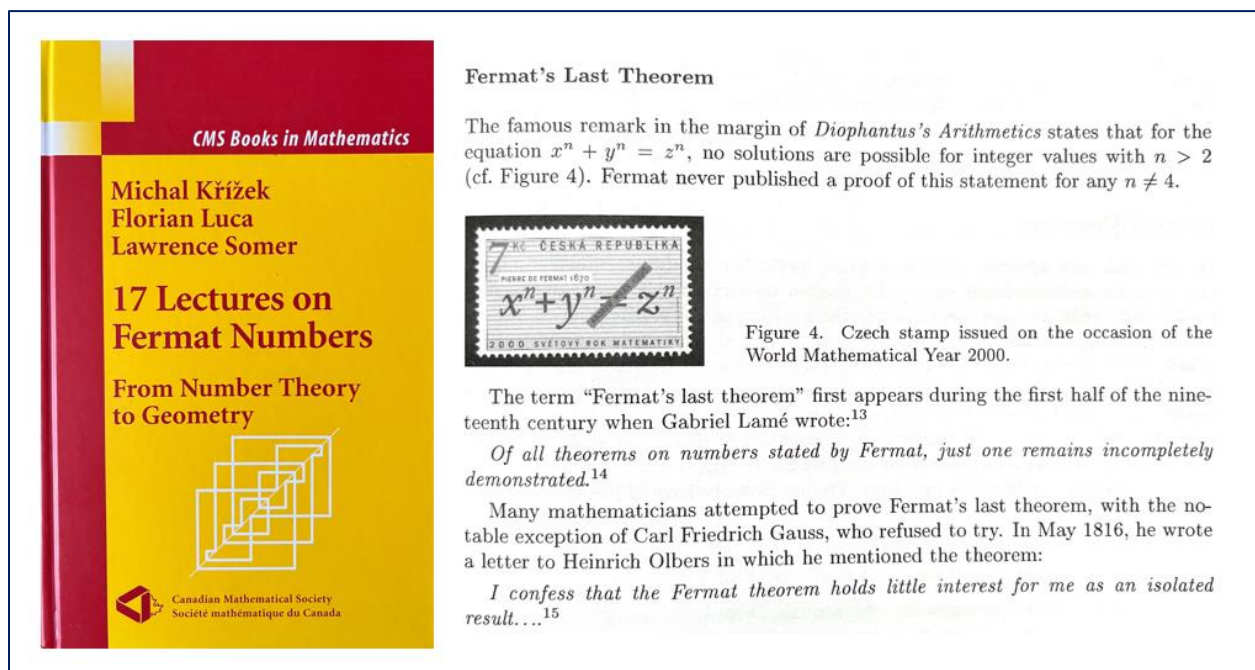 CMS Books in Mathematics
Michal Křížek
Florian Luca
Lawrence Somer
17 Lectures on
Fermat Numbers
From Number Theory
to Geometry
Canadian Mathematical Society
Société mathématique du Canada
Fermat's Last Theorem
The famous remark in the margin of Diophantus's Arithmetics states that for the
equation xⁿ + yⁿ = zⁿ, no solutions are possible for integer values with n > 2
(cf. Figure 4). Fermat never published a proof of this statement for any n ≠ 4.
7 Kč ČESKÁ REPUBLIKA
PIERRE DE FERMAT 1670
xⁿ + yⁿ ≠ zⁿ
2000 SVĚTOVÝ ROK MATEMATIKY
Figure 4. Czech stamp issued on the occasion of the
World Mathematical Year 2000.
The term "Fermat's last theorem" first appears during the first half of the nine-
teenth century when Gabriel Lamé wrote:¹³
Of all theorems on numbers stated by Fermat, just one remains incompletely
demonstrated.¹⁴
Many mathematicians attempted to prove Fermat's last theorem, with the no-
table exception of Carl Friedrich Gauss, who refused to try. In May 1816, he wrote
a letter to Heinrich Olbers in which he mentioned the theorem:
I confess that the Fermat theorem holds little interest for me as an isolated
result....¹⁵